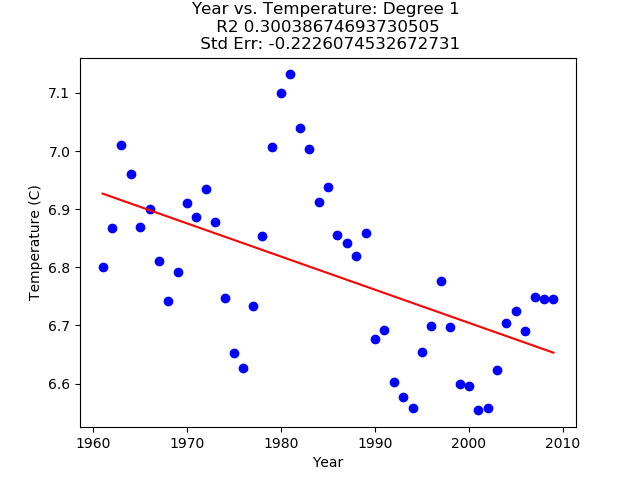 Year vs. Temperature: Degree 1
R2 0.30038674693730505
Std Err: -0.2226074532672731
7.1
7.0
6.9
6.8
6.7
6.6
Temperature (C)
1960 1970 1980 1990 2000 2010
Year